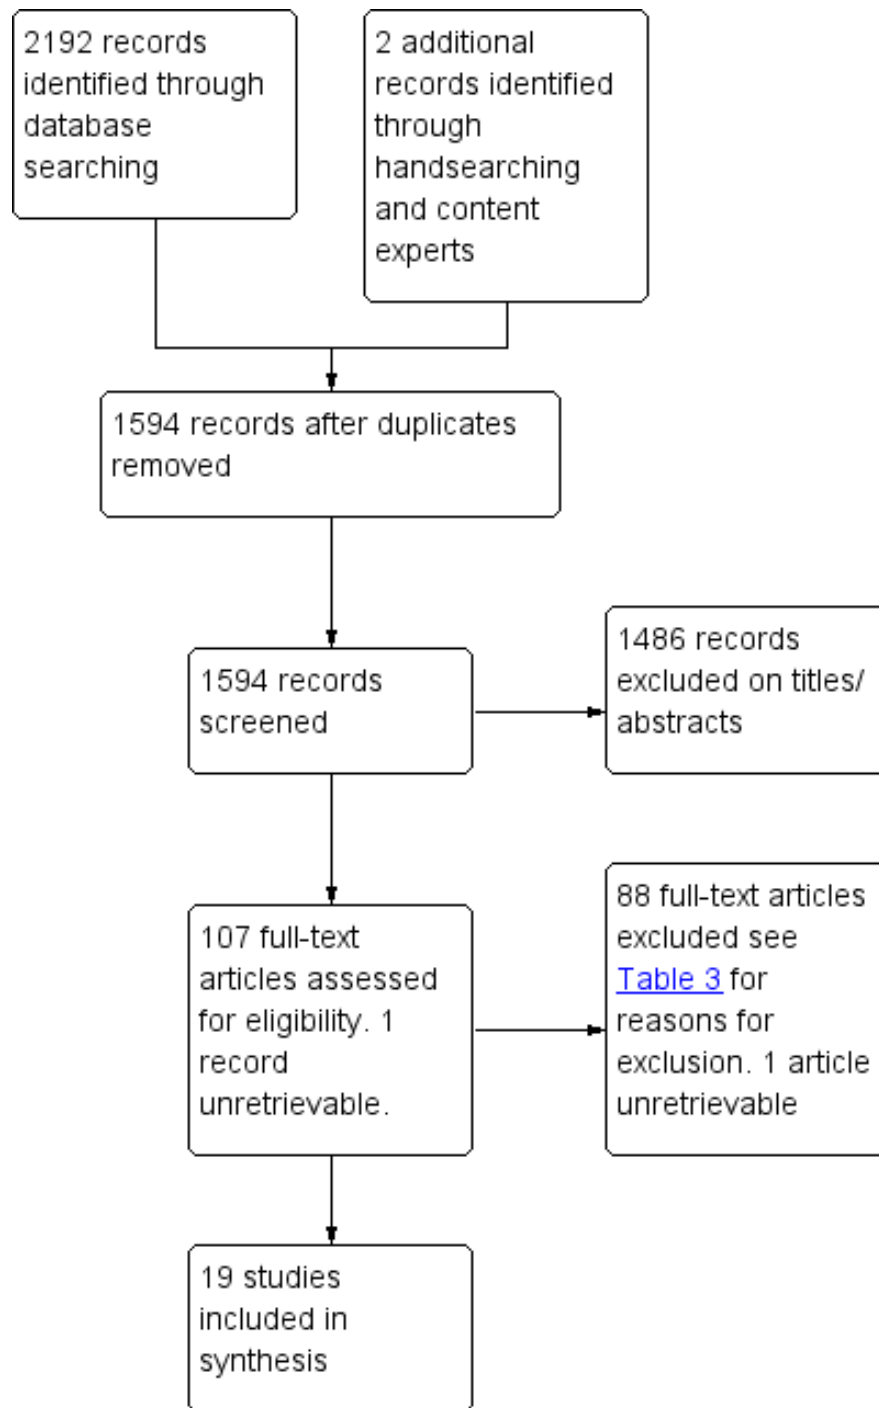 2192 records
identified through
database
searching
2 additional
records identified
through
handsearching
and content
experts
1594 records after duplicates
removed
1594 records
screened
1486 records
excluded on titles/
abstracts
107 full-text
articles assessed
for eligibility. 1
record
unretrievable.
88 full-text articles
excluded see
Table 3 for
reasons for
exclusion. 1 article
unretrievable
19 studies
included in
synthesis